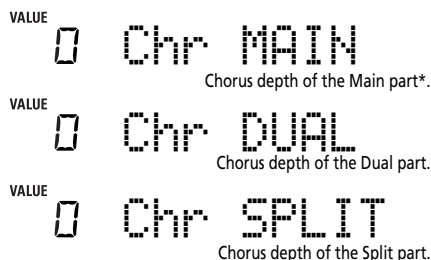 VALUE
0 Chr MAIN
Chorus depth of the Main part*.
VALUE
0 Chr DUAL
Chorus depth of the Dual part.
VALUE
0 Chr SPLIT
Chorus depth of the Split part.